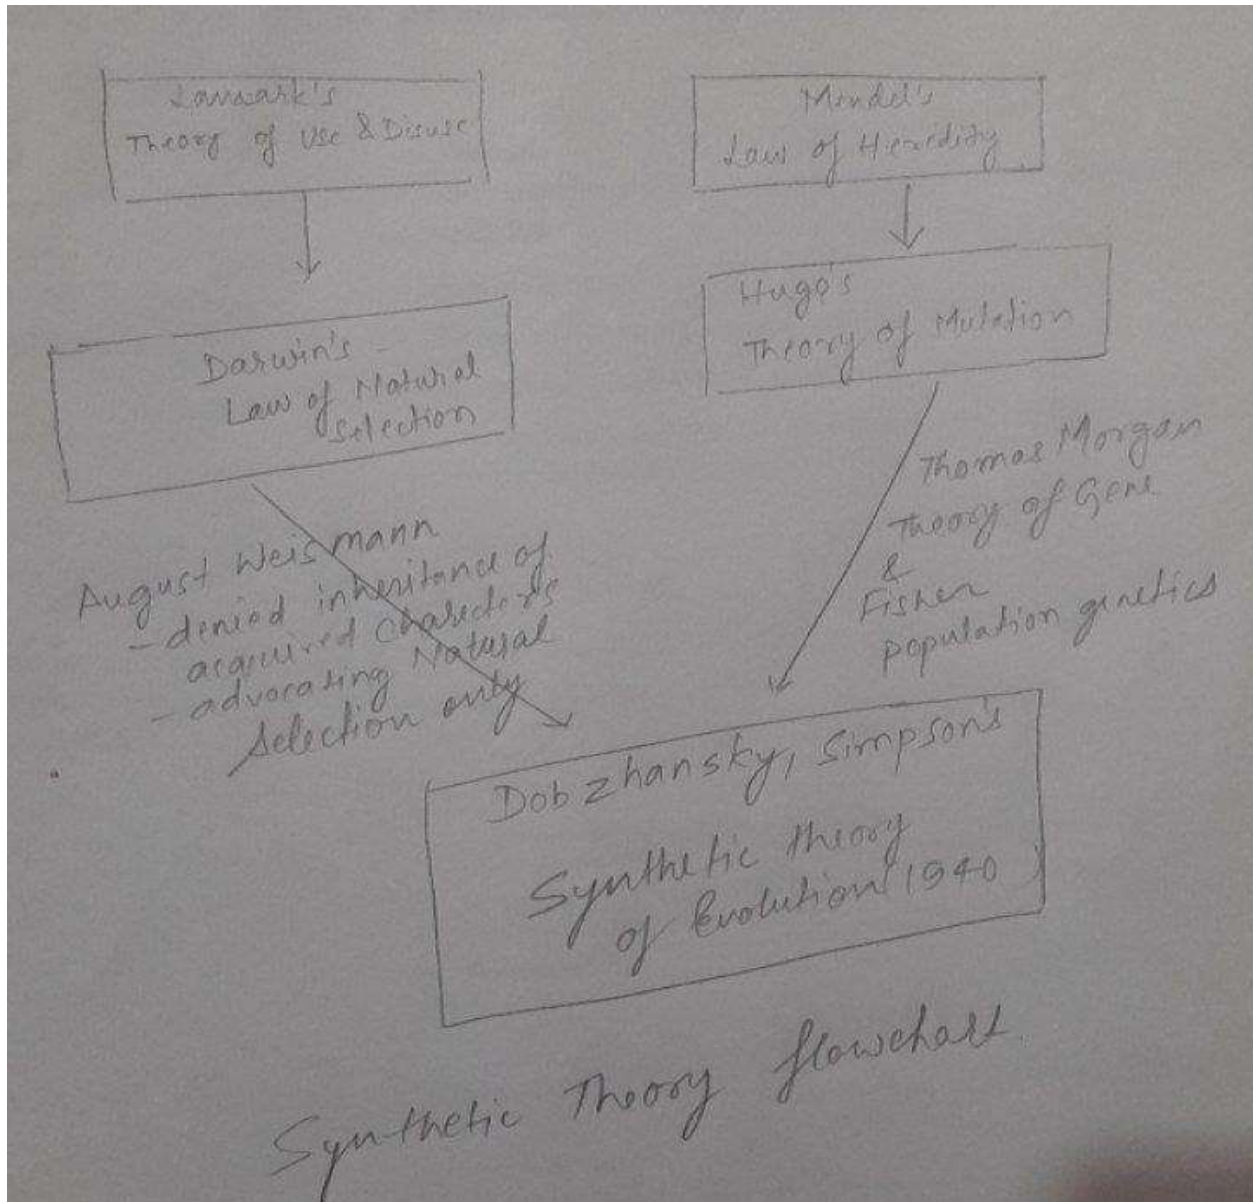 Lamark's
Theory of Use & Disuse
Mendel's
Law of Heredity
Darwin's -
Law of Natural
Selection
Hugo's
Theory of Mutation
August Weismann
- denied inheritance of
acquired Charectors
- advocating Natural
Selection only
Thomas Morgan
Theory of Gene
&
Fisher
population genetics
Dobzhansky, Simpson's
Synthetic theory
of Evolution 1940
Synthetic Theory flowchart